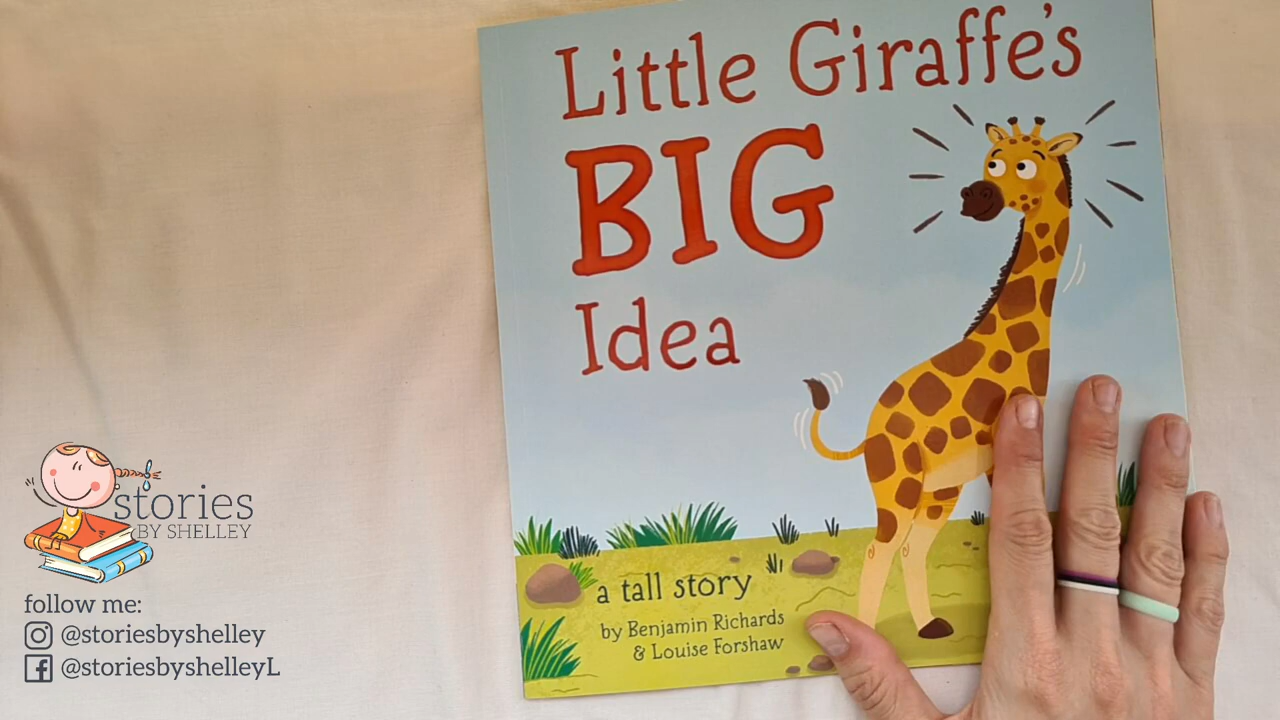 Little Giraffe's
BIG
Idea
a tall story
by Benjamin Richards
& Louise Forshaw
stories
BY SHELLEY
follow me:
@storiesbyshelley
@storiesbyshelleyL